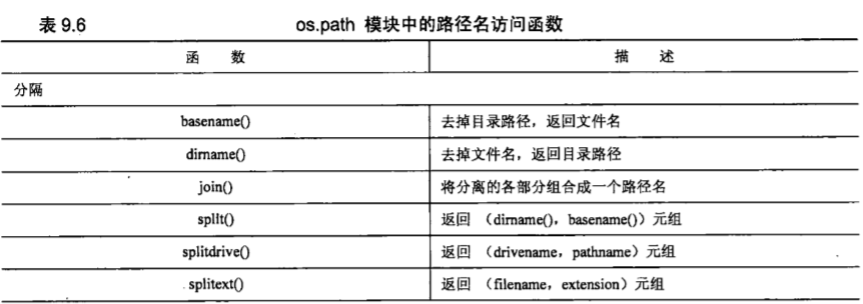 表 9.6 os.path 模块中的路径名访问函数
函 数 描 述
分隔
basename() 去掉目录路径，返回文件名
dirname() 去掉文件名，返回目录路径
join() 将分离的各部分组合成一个路径名
split() 返回 （dirname()，basename()）元组
splitdrive() 返回 （drivename，pathname）元组
splitext() 返回 （filename，extension）元组